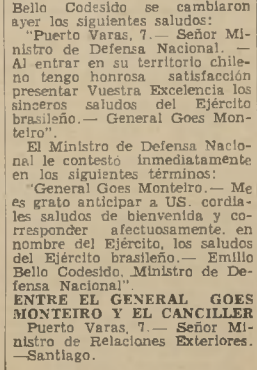 Bello Codesido se cambiaron
ayer los siguientes saludos:
"Puerto Varas, 7.— Señor Mi-
nistro de Defensa Nacional. —
Al entrar en su territorio chile-
no tengo honrosa satisfacción
presentar Vuestra Excelencia los
sinceros saludos del Ejército
brasileño.— General Goes Mon-
teiro".
El Ministro de Defensa Nacio-
nal le contestó inmediatamente
en los siguientes términos:
"General Goes Monteiro.— Me
es grato anticipar a US. cordia-
les saludos de bienvenida y co-
rresponder afectuosamente, en
nombre del Ejército, los saludos
del Ejército brasileño.— Emilio
Bello Codesido, Ministro de De-
fensa Nacional".
ENTRE EL GENERAL GOES
MONTEIRO Y EL CANCILLER
Puerto Varas, 7.— Señor Mi-
nistro de Relaciones Exteriores.
—Santiago.